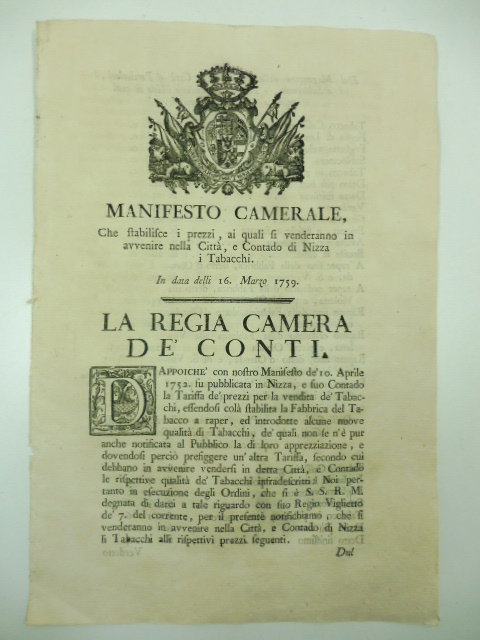 MANIFESTO CAMERALE,
Che stabilisce i prezzi, ai quali si venderanno in
avvenire nella Città, e Contado di Nizza
i Tabacchi.
In data delli 16. Marzo 1759.
LA REGIA CAMERA
DE' CONTI.
DAPPOICHE' con nostro Manifesto de' 10. Aprile
1752. fu pubblicata in Nizza, e suo Contado
la Tariffa de' prezzi per la vendita de' Tabac-
chi, essendosi colà stabilita la Fabbrica del Ta-
bacco a raper, ed introdotte alcune nuove
qualità di Tabacchi, de' quali non se n'è pur
anche notificata al Pubblico la di loro apprezziazione, e
dovendosi perciò prefiggere un' altra Tariffa, secondo cui
debbano in avvenire vendersi in detta Città, e Contado
le rispettive qualità de' Tabacchi infradescritti: Noi per-
tanto in esecuzione degli Ordini, che si è S. S. R. M.
degnata di darci a tale riguardo con suo Regio Viglietto
de' 7. del corrente, per il presente notifichiamo che si
venderanno in avvenire nella Città, e Contado di Nizza
li Tabacchi alli rispettivi prezzi seguenti.
Dul